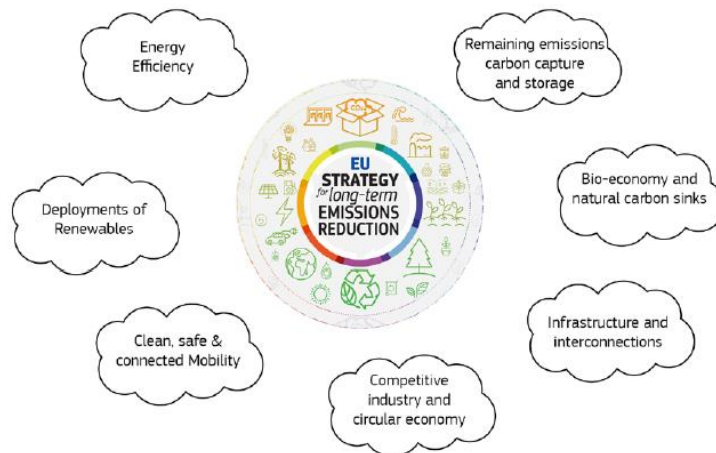 Energy
Efficiency
Remaining emissions
carbon capture
and storage
EU
STRATEGY
for long-term
EMISSIONS
REDUCTION
Deployments of
Renewables
Bio-economy and
natural carbon sinks
Clean, safe &
connected Mobility
Infrastructure and
interconnections
Competitive
industry and
circular economy